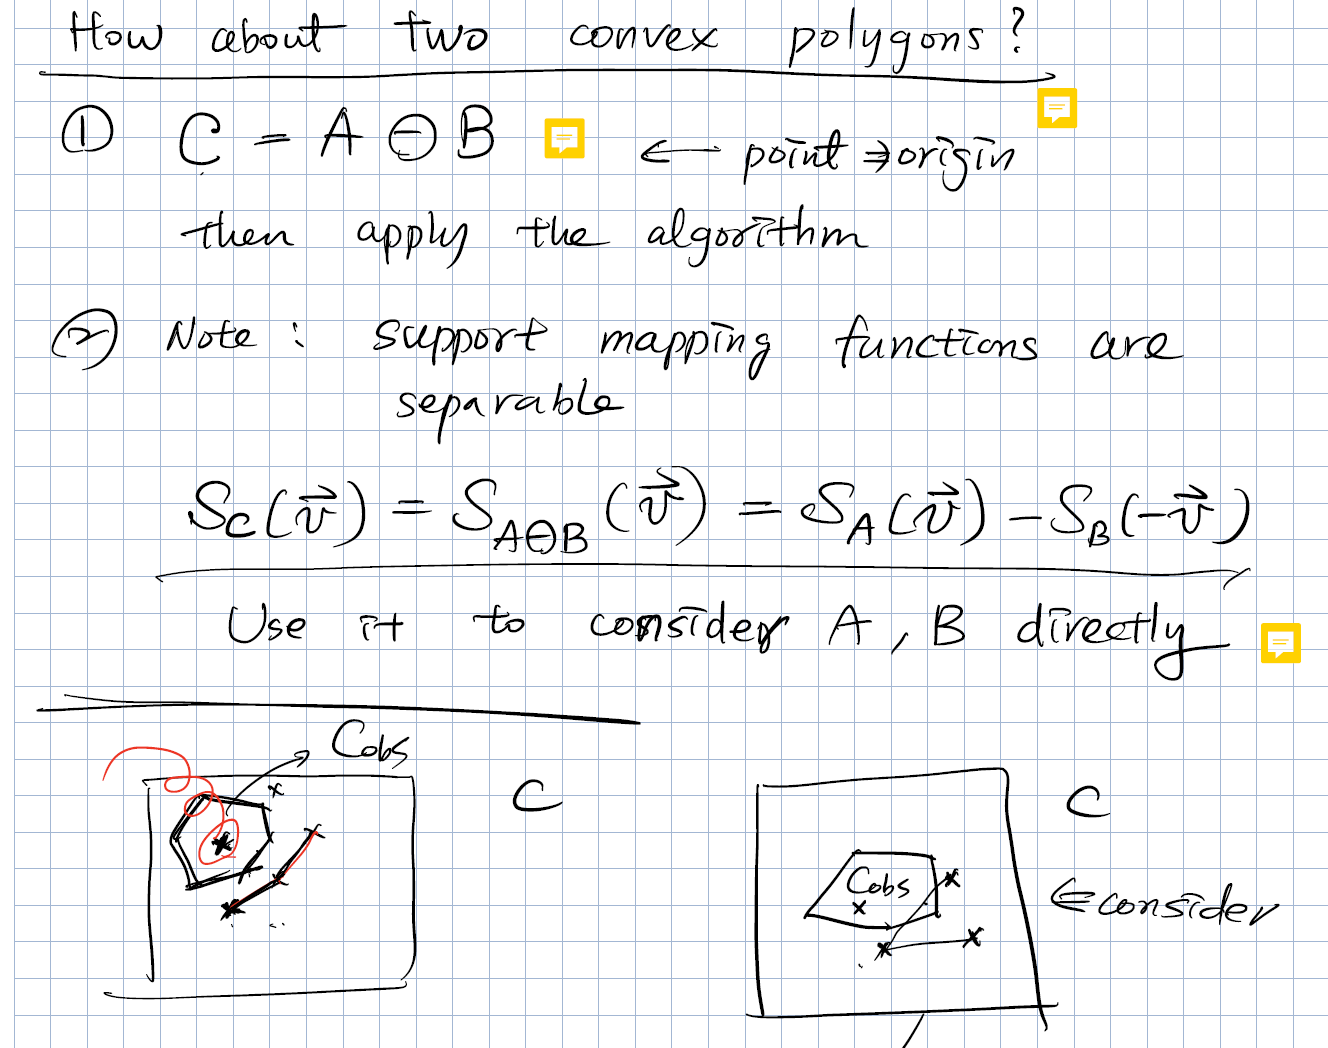 How about two convex polygons?
① C = A ⊖ B ← point ⇒ origin
then apply the algorithm
② Note : support mapping functions are
separable
S_C(v⃗) = S_{A⊖B}(v⃗) = S_A(v⃗) - S_B(-v⃗)
Use it to consider A, B directly
Cobs
C
C
Cobs
⇐ consider